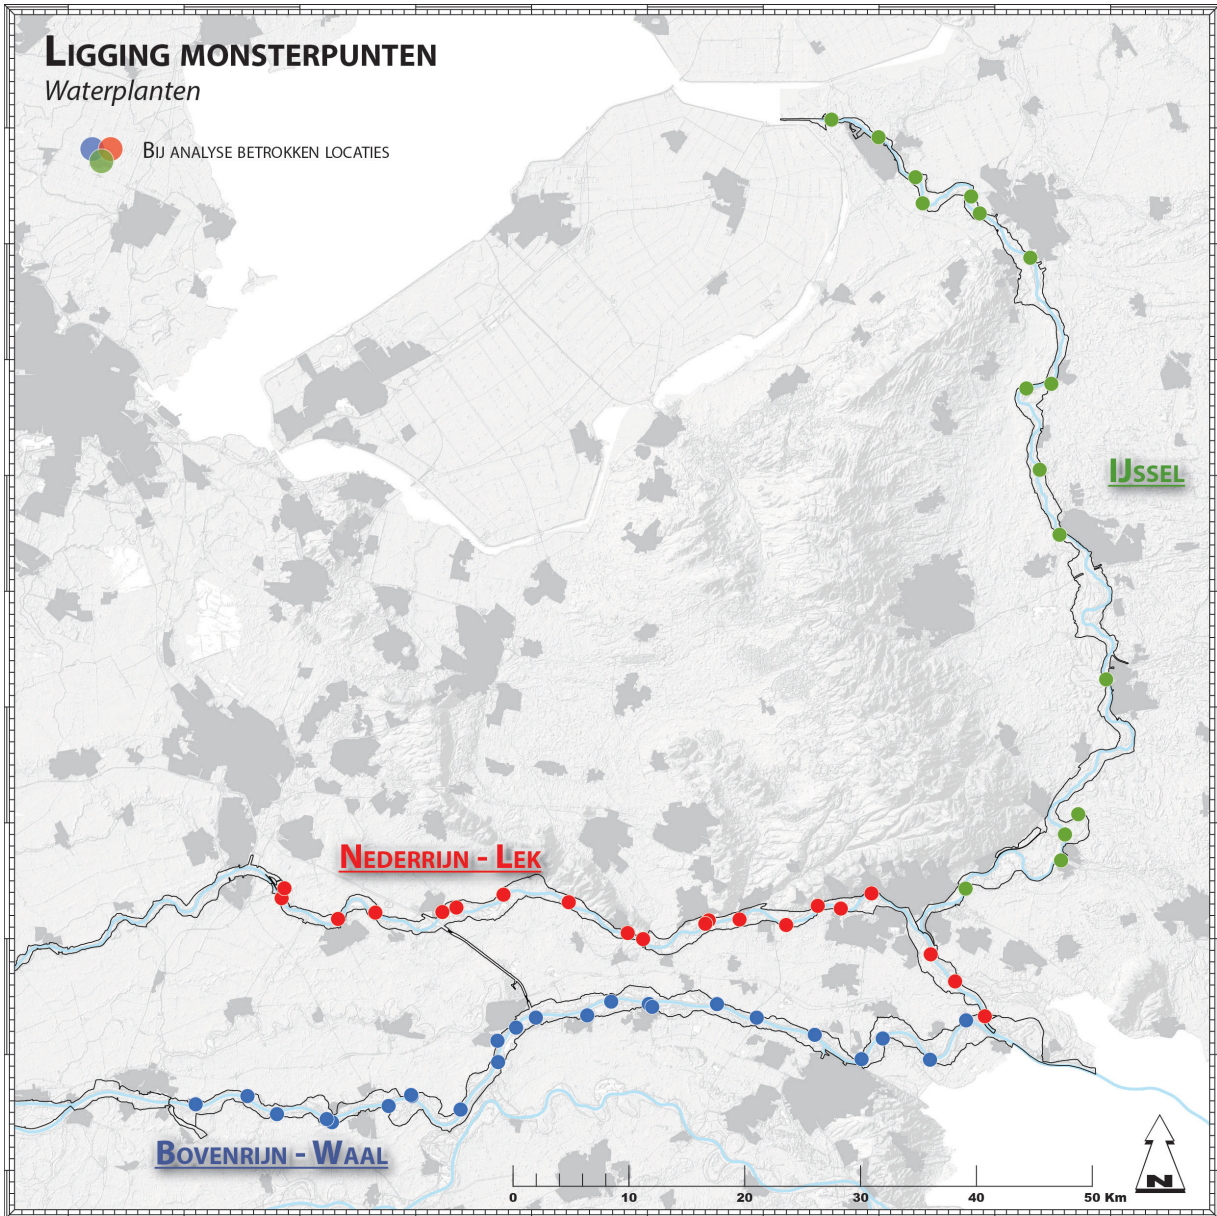 Ligging monsterpunten
Waterplanten
Bij analyse betrokken locaties
IJssel
Nederrijn - Lek
Bovenrijn - Waal
0 10 20 30 40 50 Km
N